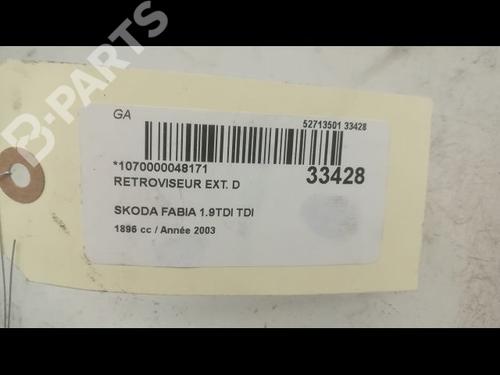 GA
52713501 33428
*1070000048171
RETROVISEUR EXT. D
33428
SKODA FABIA 1.9TDI TDI
1896 cc / Année 2003
B-PARTS